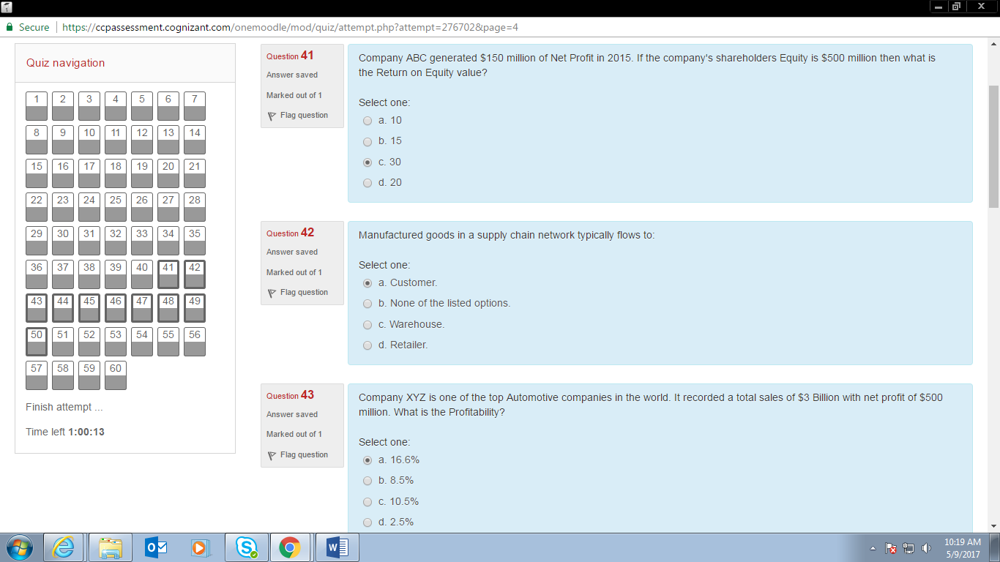 Secure https://ccpassessment.cognizant.com/onemoodle/mod/quiz/attempt.php?attempt=276702&page=4
Quiz navigation
1 2 3 4 5 6 7
8 9 10 11 12 13 14
15 16 17 18 19 20 21
22 23 24 25 26 27 28
29 30 31 32 33 34 35
36 37 38 39 40 41 42
43 44 45 46 47 48 49
50 51 52 53 54 55 56
57 58 59 60
Finish attempt ...
Time left 1:00:13
Question 41
Answer saved
Marked out of 1
Flag question
Company ABC generated $150 million of Net Profit in 2015. If the company's shareholders Equity is $500 million then what is
the Return on Equity value?
Select one:
a. 10
b. 15
c. 30
d. 20
Question 42
Answer saved
Marked out of 1
Flag question
Manufactured goods in a supply chain network typically flows to:
Select one:
a. Customer.
b. None of the listed options.
c. Warehouse.
d. Retailer.
Question 43
Answer saved
Marked out of 1
Flag question
Company XYZ is one of the top Automotive companies in the world. It recorded a total sales of $3 Billion with net profit of $500
million. What is the Profitability?
Select one:
a. 16.6%
b. 8.5%
c. 10.5%
d. 2.5%
10:19 AM
5/9/2017